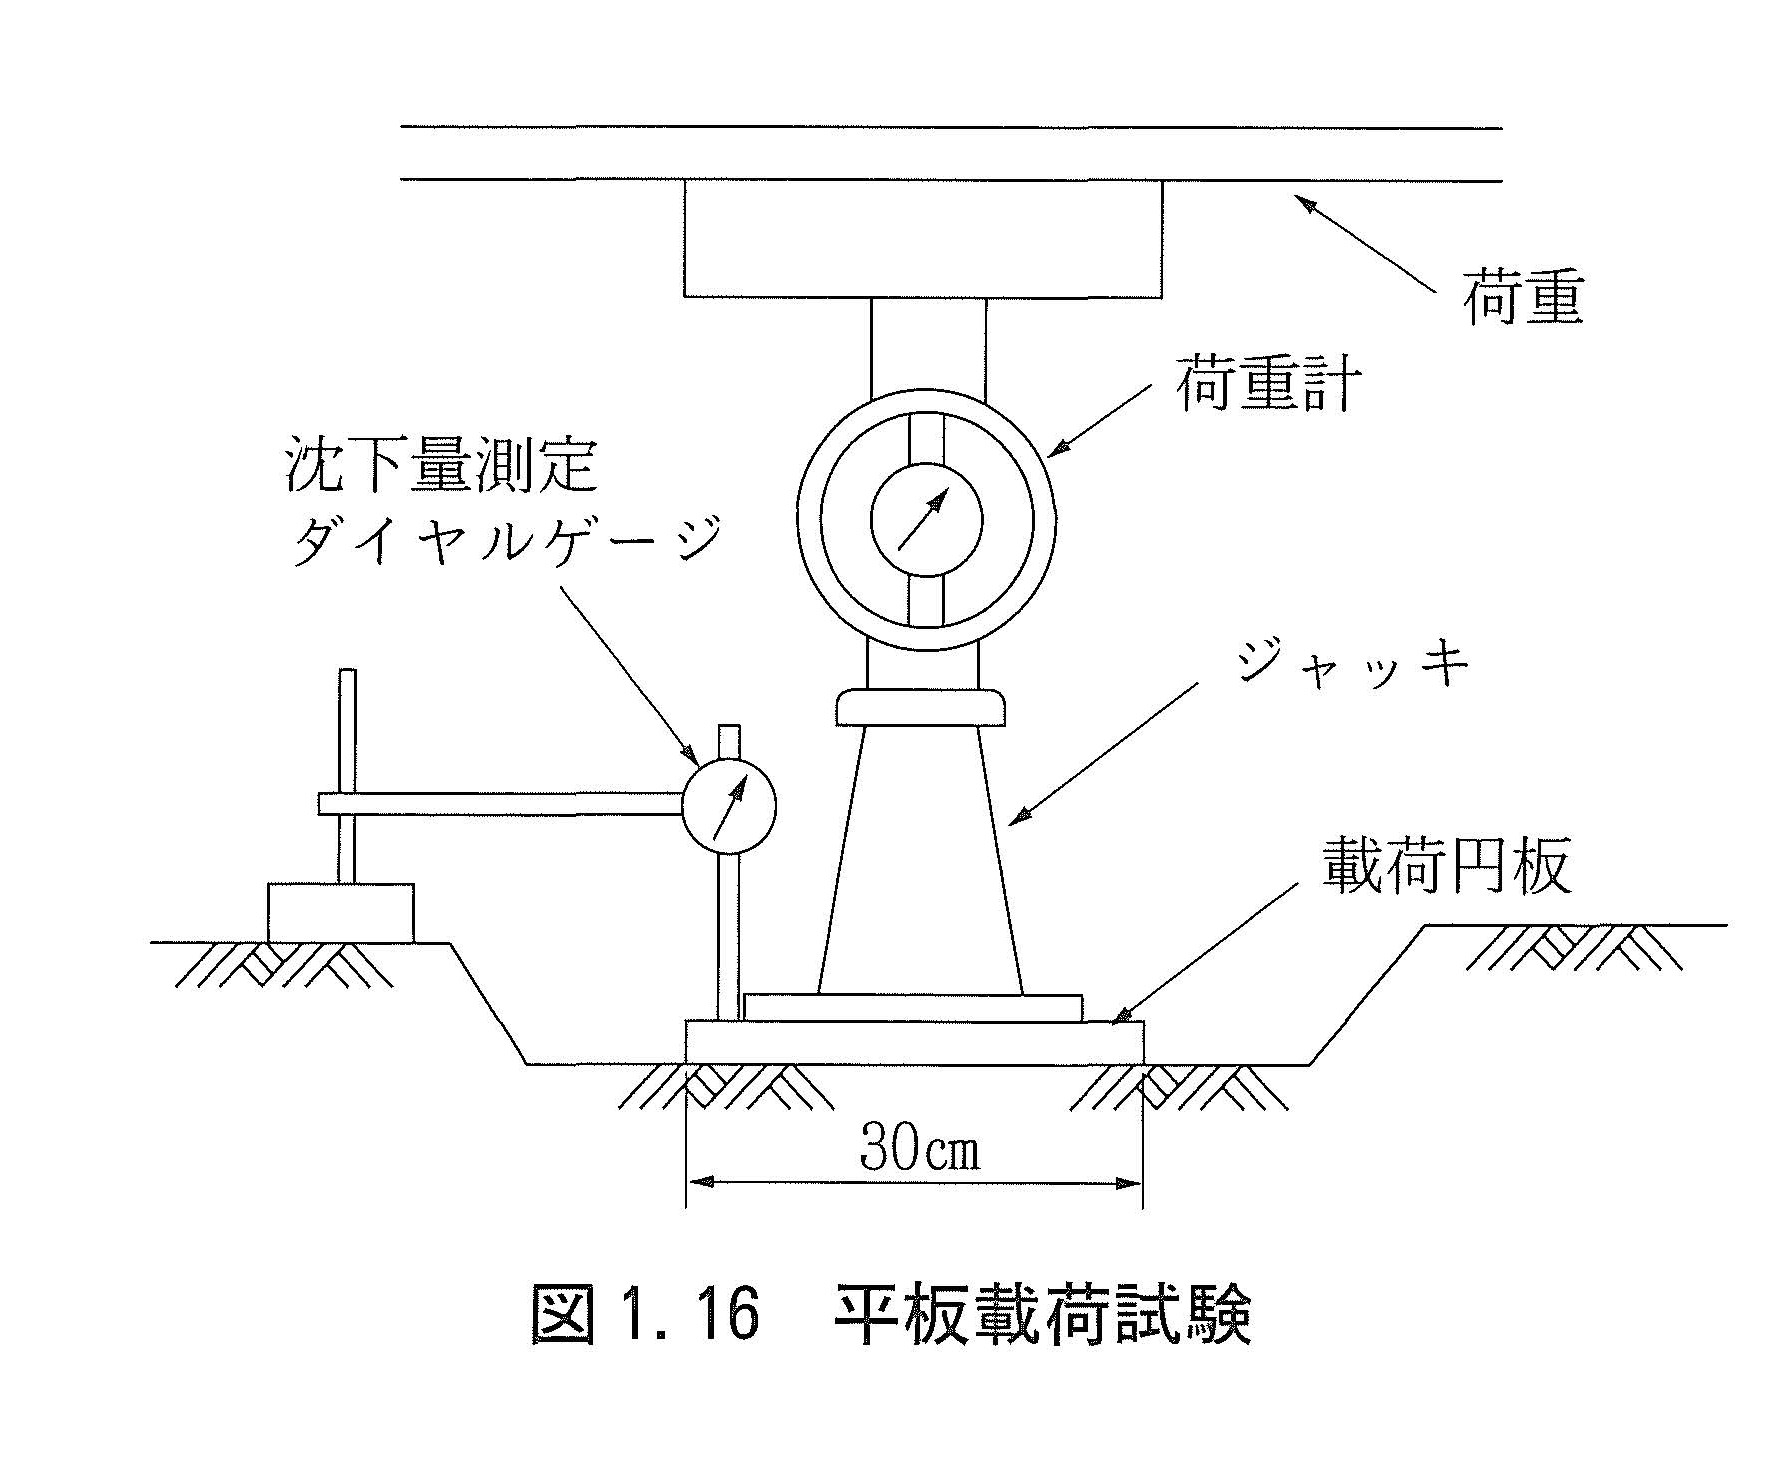 荷重
荷重計
沈下量測定
ダイヤルゲージ
ジャッキ
載荷円板
30cm
図1.16 平板載荷試験